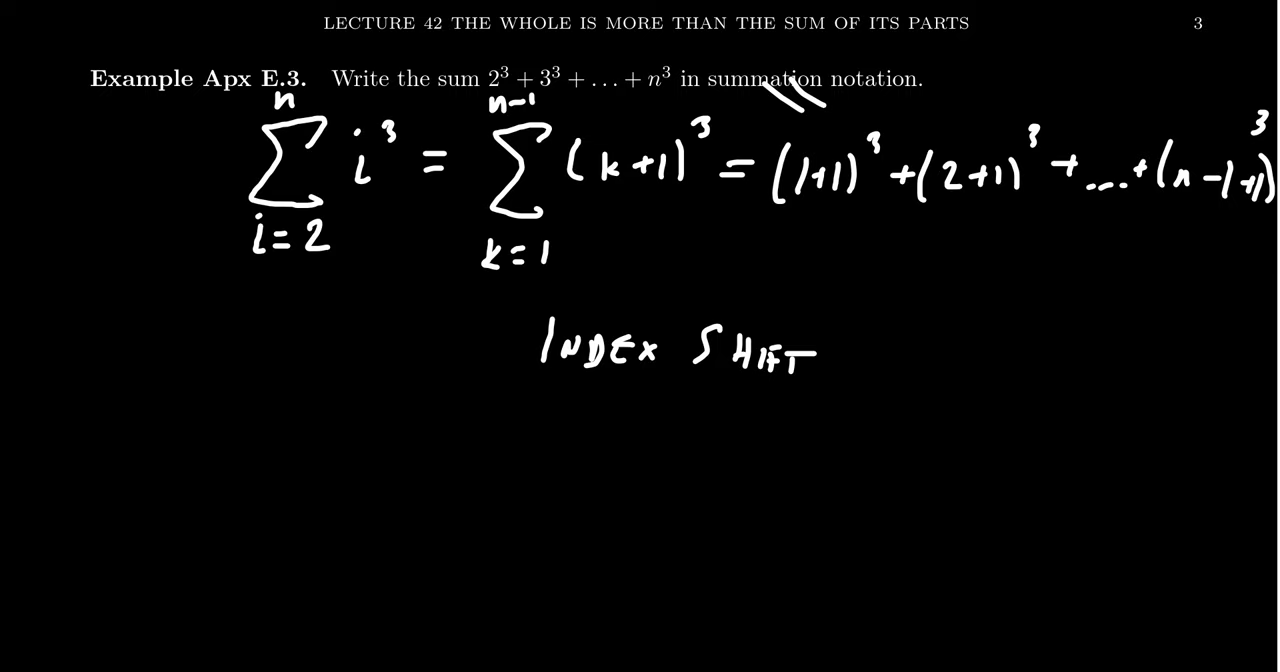 LECTURE 42 THE WHOLE IS MORE THAN THE SUM OF ITS PARTS 3
Example Apx E.3. Write the sum 2³ + 3³ + … + n³ in summation notation.
∑_{i=2}^{n} i³ = ∑_{k=1}^{n-1} (k+1)³ = (1+1)³ + (2+1)³ + … + (n-1+1)³
INDEX SHIFT